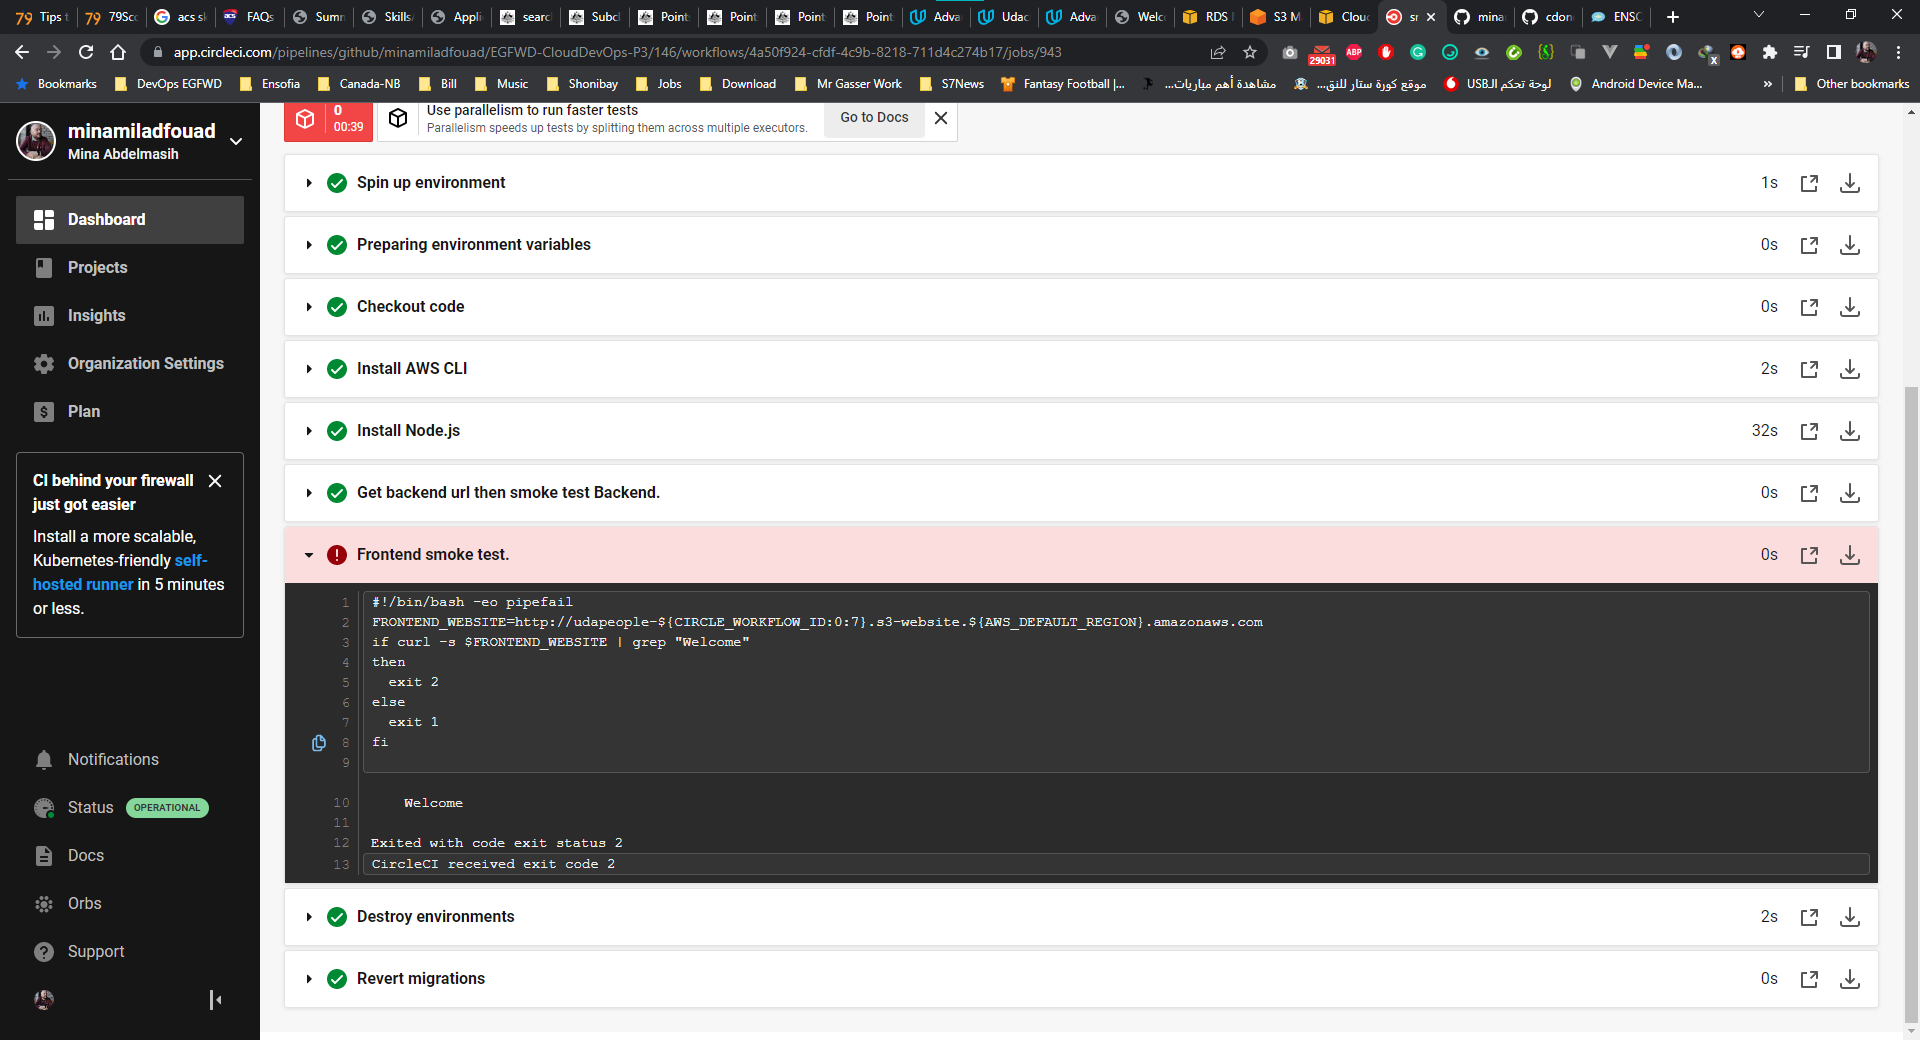 79 Tips t
79 79Sco
acs sk
FAQs
Sumn
Skills
Appli
searc
Subcl
Point
Point
Point
Point
Adva
Udac
Adva
Welc
RDS
S3 M
Clou
sr
mina
cdon
ENSC
app.circleci.com/pipelines/github/minamiladfouad/EGFWD-CloudDevOps-P3/146/workflows/4a50f924-cfdf-4c9b-8218-711d4c274b17/jobs/943
29031
ABP
Bookmarks
DevOps EGFWD
Ensofia
Canada-NB
Bill
Music
Shonibay
Jobs
Download
Mr Gasser Work
S7News
Fantasy Football |...
مشاهدة أهم مباريات...
موقع كورة ستار للنق...
لوحة تحكم الـUSB
Android Device Ma...
»
Other bookmarks
minamiladfouad
Mina Abdelmasih
Dashboard
Projects
Insights
Organization Settings
Plan
CI behind your firewall
just got easier
Install a more scalable,
Kubernetes-friendly self-
hosted runner in 5 minutes
or less.
Notifications
Status OPERATIONAL
Docs
Orbs
Support
0
00:39
Use parallelism to run faster tests
Parallelism speeds up tests by splitting them across multiple executors.
Go to Docs
Spin up environment 1s
Preparing environment variables 0s
Checkout code 0s
Install AWS CLI 2s
Install Node.js 32s
Get backend url then smoke test Backend. 0s
Frontend smoke test. 0s
1 #!/bin/bash -eo pipefail
2 FRONTEND_WEBSITE=http://udapeople-${CIRCLE_WORKFLOW_ID:0:7}.s3-website.${AWS_DEFAULT_REGION}.amazonaws.com
3 if curl -s $FRONTEND_WEBSITE | grep "Welcome"
4 then
5 exit 2
6 else
7 exit 1
8 fi
9
10 Welcome
11
12 Exited with code exit status 2
13 CircleCI received exit code 2
Destroy environments 2s
Revert migrations 0s